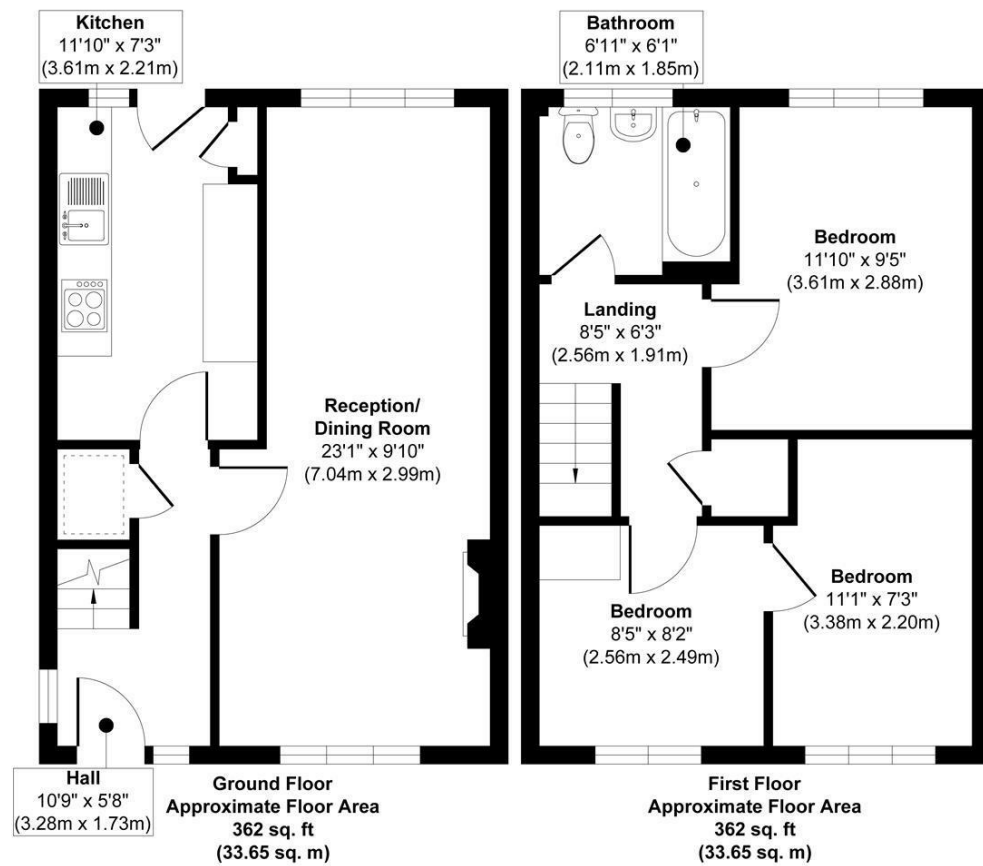 Kitchen
11'10" x 7'3"
(3.61m x 2.21m)
Reception/
Dining Room
23'1" x 9'10"
(7.04m x 2.99m)
Hall
10'9" x 5'8"
(3.28m x 1.73m)
Ground Floor
Approximate Floor Area
362 sq. ft
(33.65 sq. m)
Bathroom
6'11" x 6'1"
(2.11m x 1.85m)
Bedroom
11'10" x 9'5"
(3.61m x 2.88m)
Landing
8'5" x 6'3"
(2.56m x 1.91m)
Bedroom
8'5" x 8'2"
(2.56m x 2.49m)
Bedroom
11'1" x 7'3"
(3.38m x 2.20m)
First Floor
Approximate Floor Area
362 sq. ft
(33.65 sq. m)